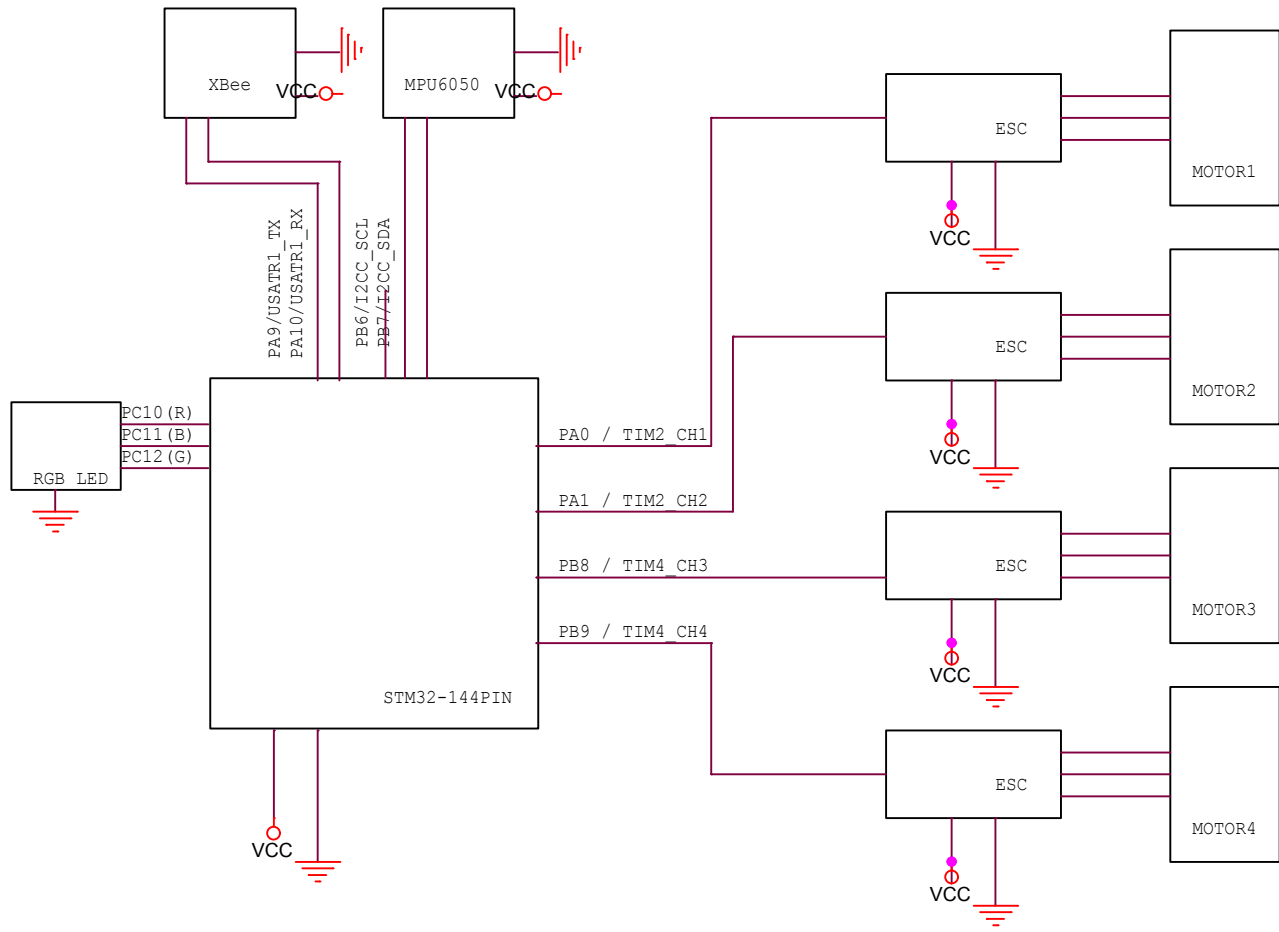 XBee
VCC
MPU6050
VCC
ESC
MOTOR1
VCC
PA9/USATR1_TX
PA10/USATR1_RX
PB6/I2CC_SCL
PB7/I2CC_SDA
ESC
MOTOR2
VCC
PC10(R)
PC11(B)
PC12(G)
RGB LED
PA0 / TIM2_CH1
PA1 / TIM2_CH2
PB8 / TIM4_CH3
PB9 / TIM4_CH4
STM32-144PIN
VCC
ESC
MOTOR3
VCC
ESC
MOTOR4
VCC